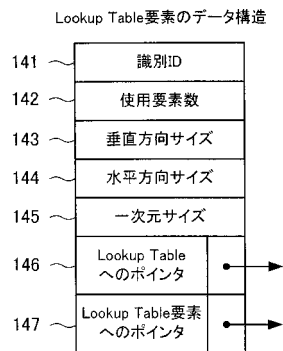 Lookup Table要素のデータ構造
141 識別ID
142 使用要素数
143 垂直方向サイズ
144 水平方向サイズ
145 一次元サイズ
146 Lookup Table
へのポインタ
147 Lookup Table要素
へのポインタ